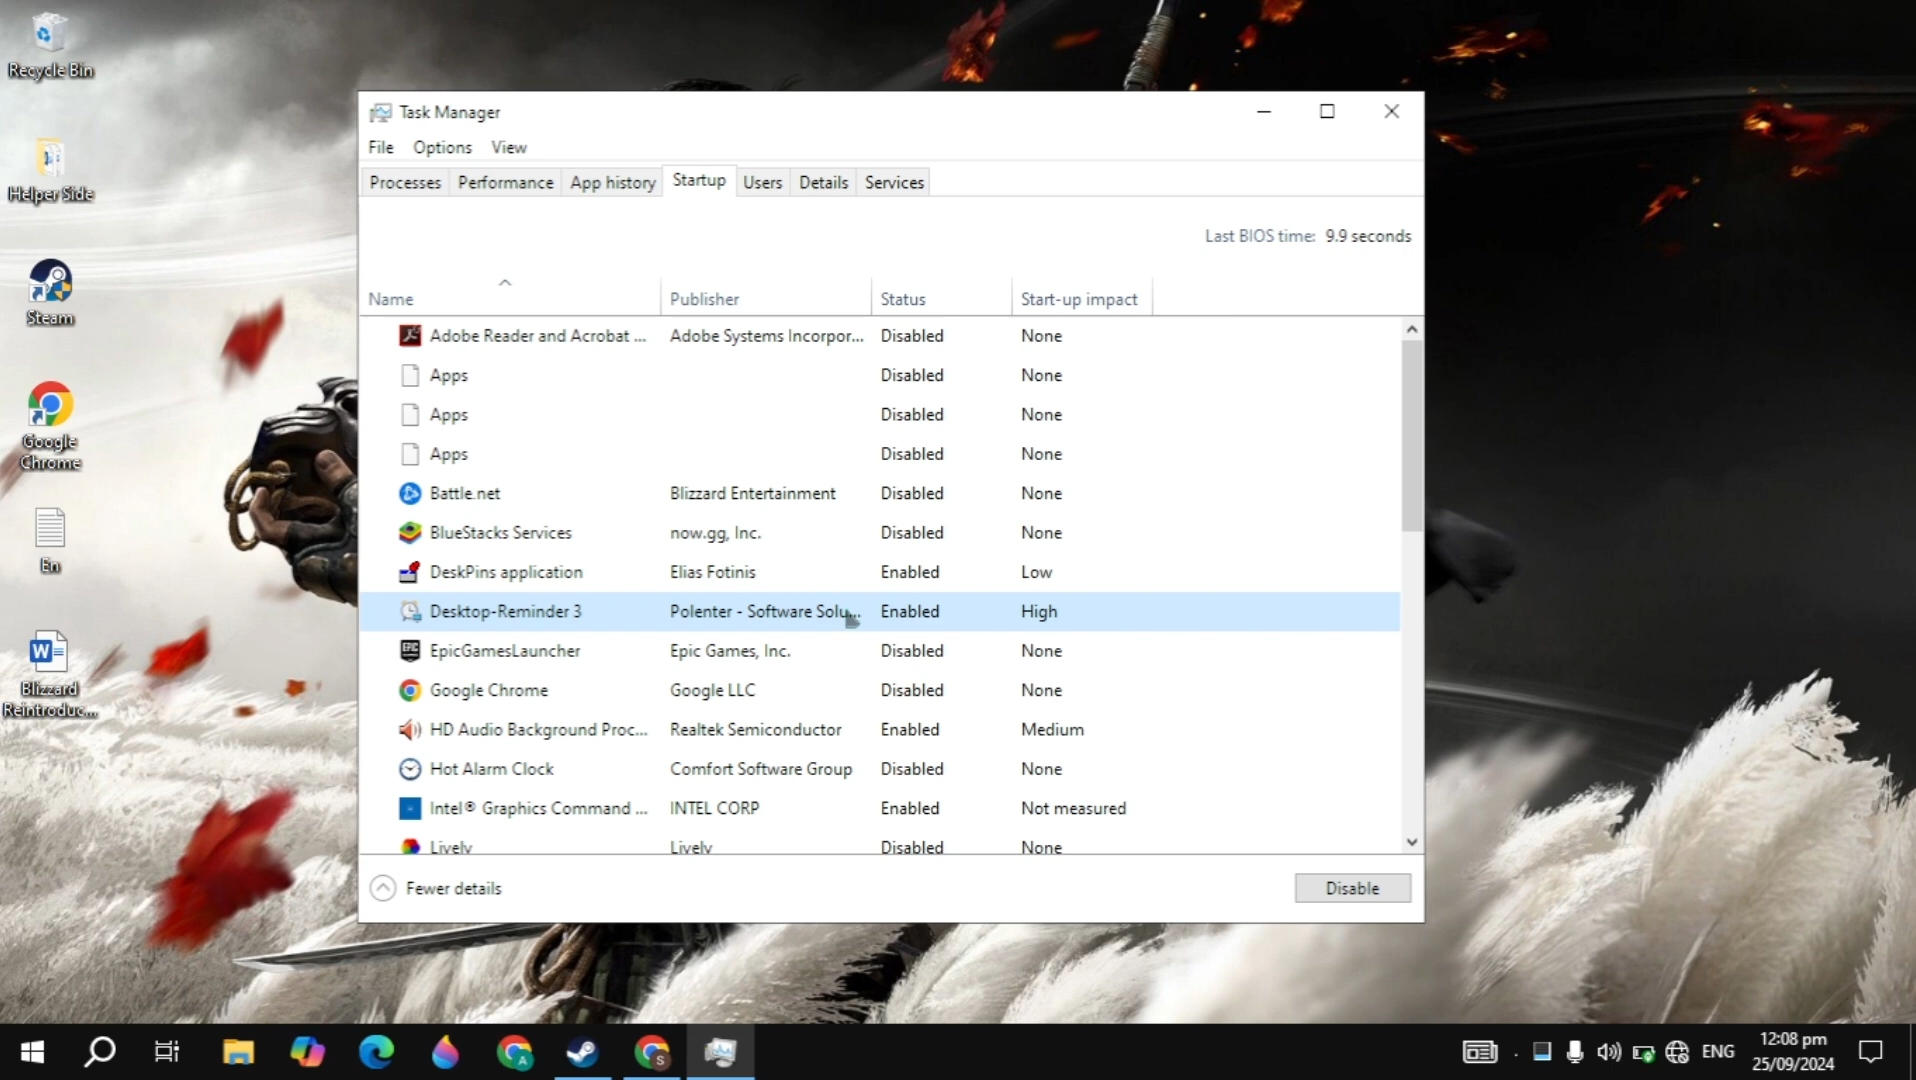 Recycle Bin
Helper Side
Steam
Google
Chrome
En
Blizzard
Reintroduc...
Task Manager
File Options View
Processes Performance App history Startup Users Details Services
Last BIOS time: 9.9 seconds
Name Publisher Status Start-up impact
Adobe Reader and Acrobat ... Adobe Systems Incorpor... Disabled None
Apps Disabled None
Apps Disabled None
Apps Disabled None
Battle.net Blizzard Entertainment Disabled None
BlueStacks Services now.gg, Inc. Disabled None
DeskPins application Elias Fotinis Enabled Low
Desktop-Reminder 3 Polenter - Software Solu... Enabled High
EpicGamesLauncher Epic Games, Inc. Disabled None
Google Chrome Google LLC Disabled None
HD Audio Background Proc... Realtek Semiconductor Enabled Medium
Hot Alarm Clock Comfort Software Group Disabled None
Intel® Graphics Command ... INTEL CORP Enabled Not measured
Lively Lively Disabled None
Fewer details Disable
ENG
12:08 pm
25/09/2024